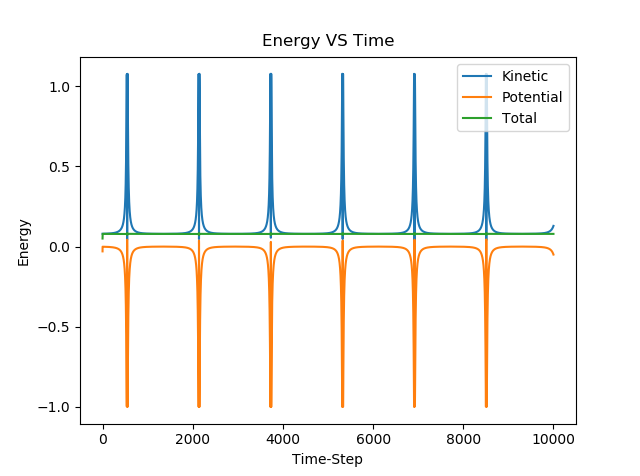 Energy VS Time
Kinetic
Potential
Total
Energy
1.0
0.5
0.0
−0.5
−1.0
0
2000
4000
6000
8000
10000
Time-Step